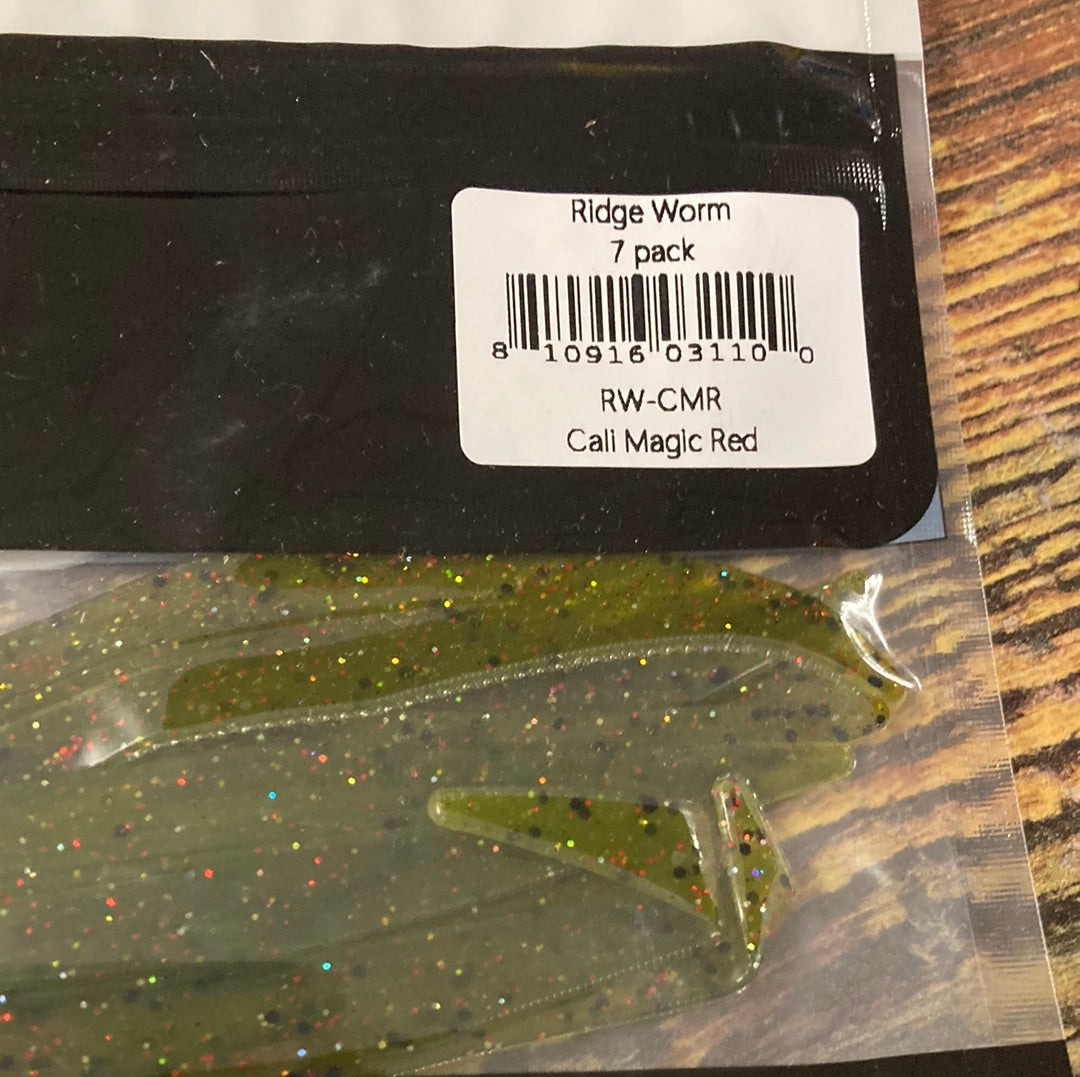 Ridge Worm
7 pack
8 10916 03110 0
RW-CMR
Cali Magic Red